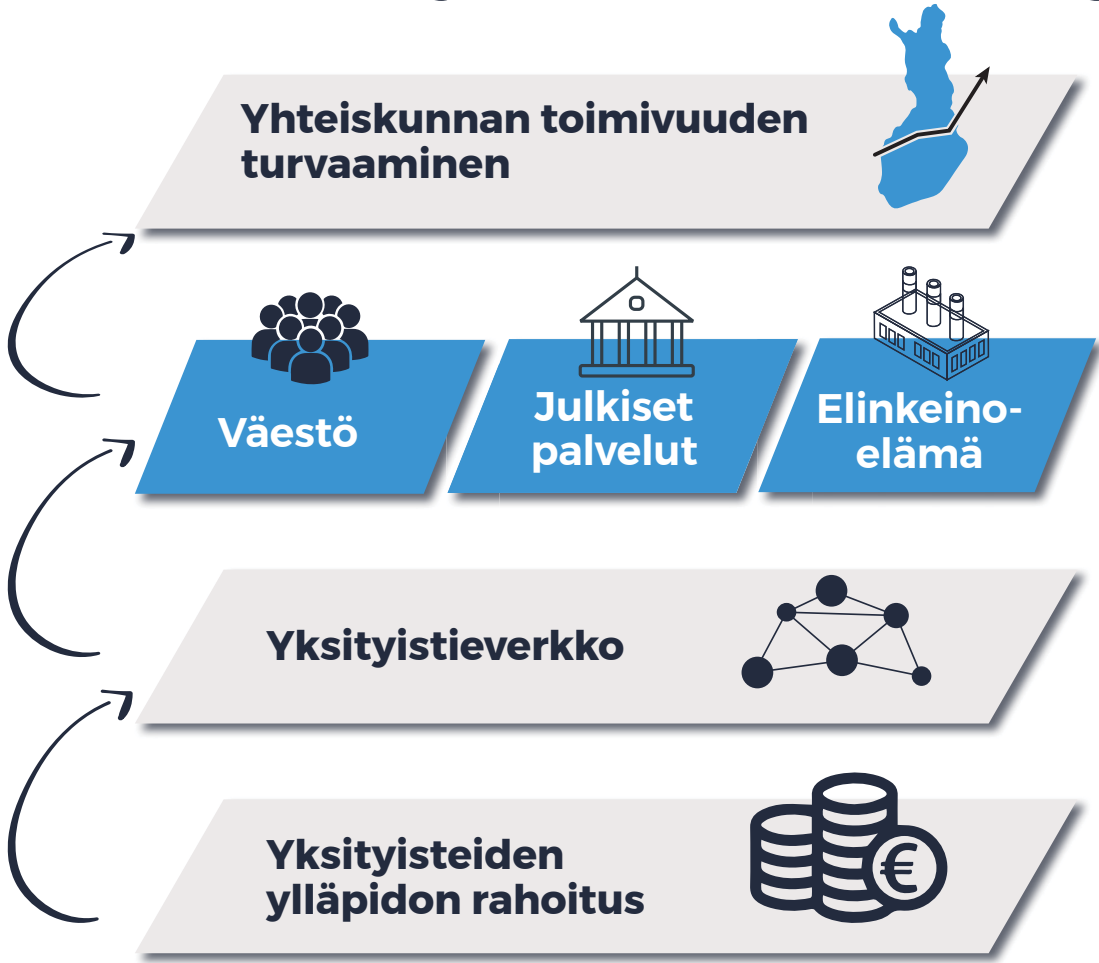 Yhteiskunnan toimivuuden
turvaaminen
Väestö
Julkiset
palvelut
Elinkeino-
elämä
Yksityistieverkko
Yksityisteiden
ylläpidon rahoitus
€